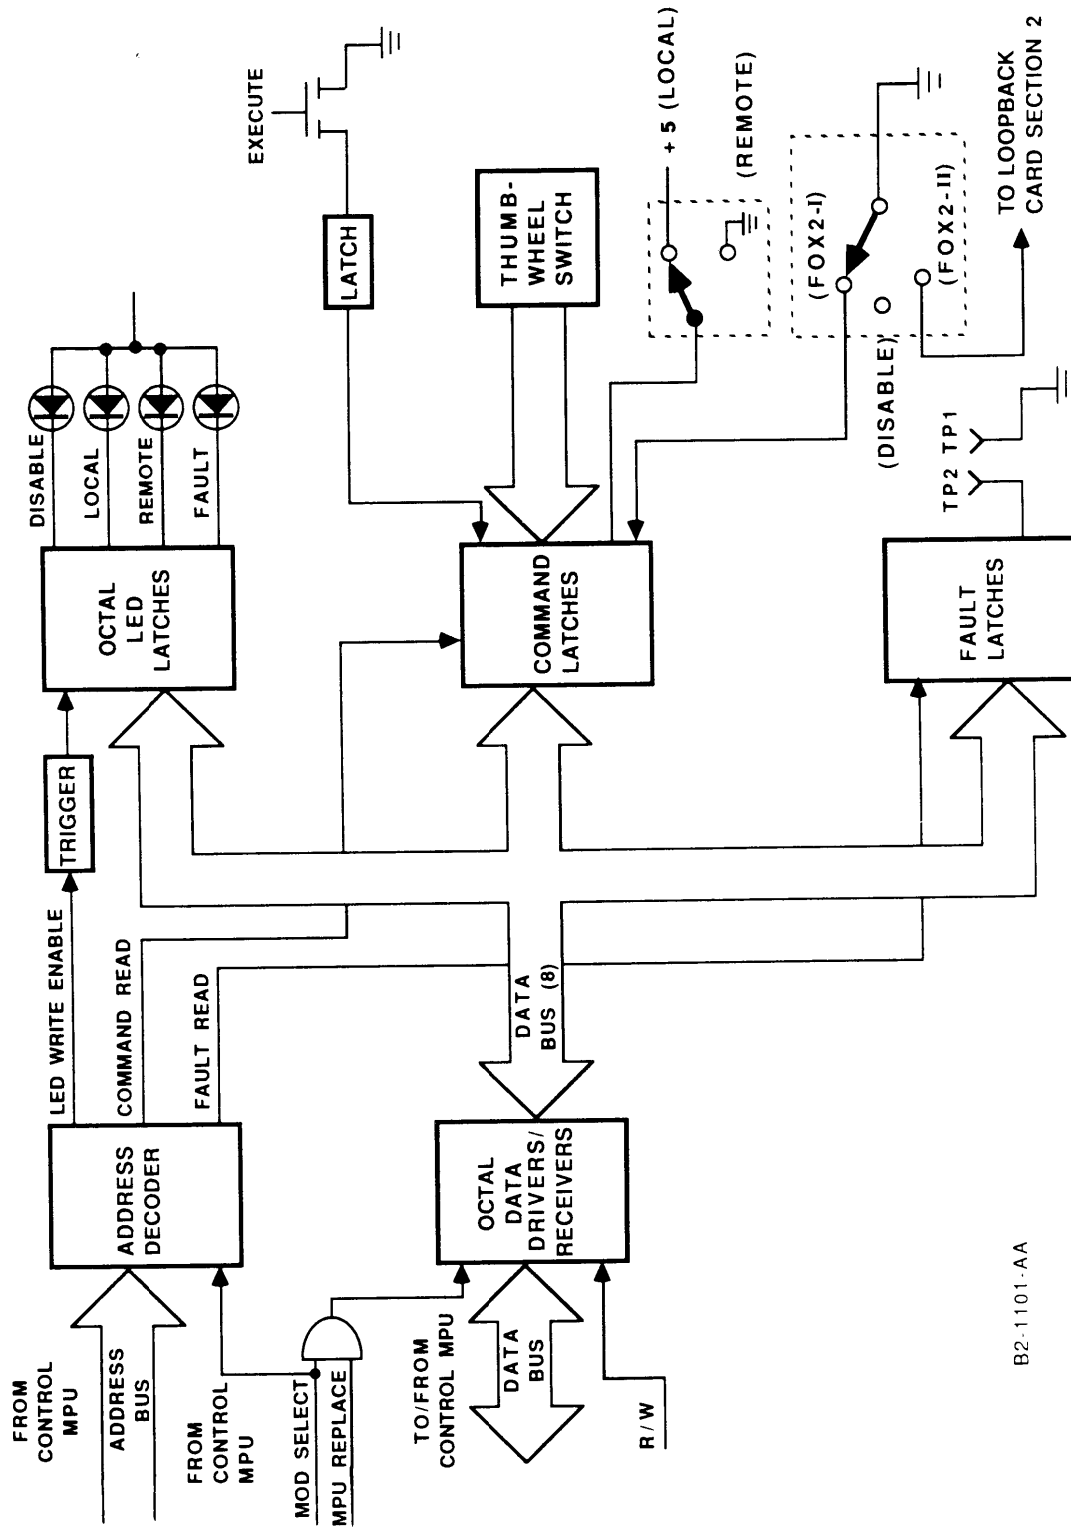 FROM
CONTROL
MPU
ADDRESS
BUS
FROM
CONTROL
MPU
MOD SELECT
MPU REPLACE
TO/FROM
CONTROL MPU
DATA
BUS
R/W
ADDRESS
DECODER
OCTAL
DATA
DRIVERS/
RECEIVERS
LED WRITE ENABLE
COMMAND READ
FAULT READ
DATA
BUS (8)
TRIGGER
OCTAL
LED
LATCHES
COMMAND
LATCHES
FAULT
LATCHES
DISABLE
LOCAL
REMOTE
FAULT
LATCH
EXECUTE
THUMB-
WHEEL
SWITCH
+ 5 (LOCAL)
(REMOTE)
(FOX2-I)
(DISABLE)
(FOX2-II)
TP2 TP1
TO LOOPBACK
CARD SECTION 2
B2-1101-AA